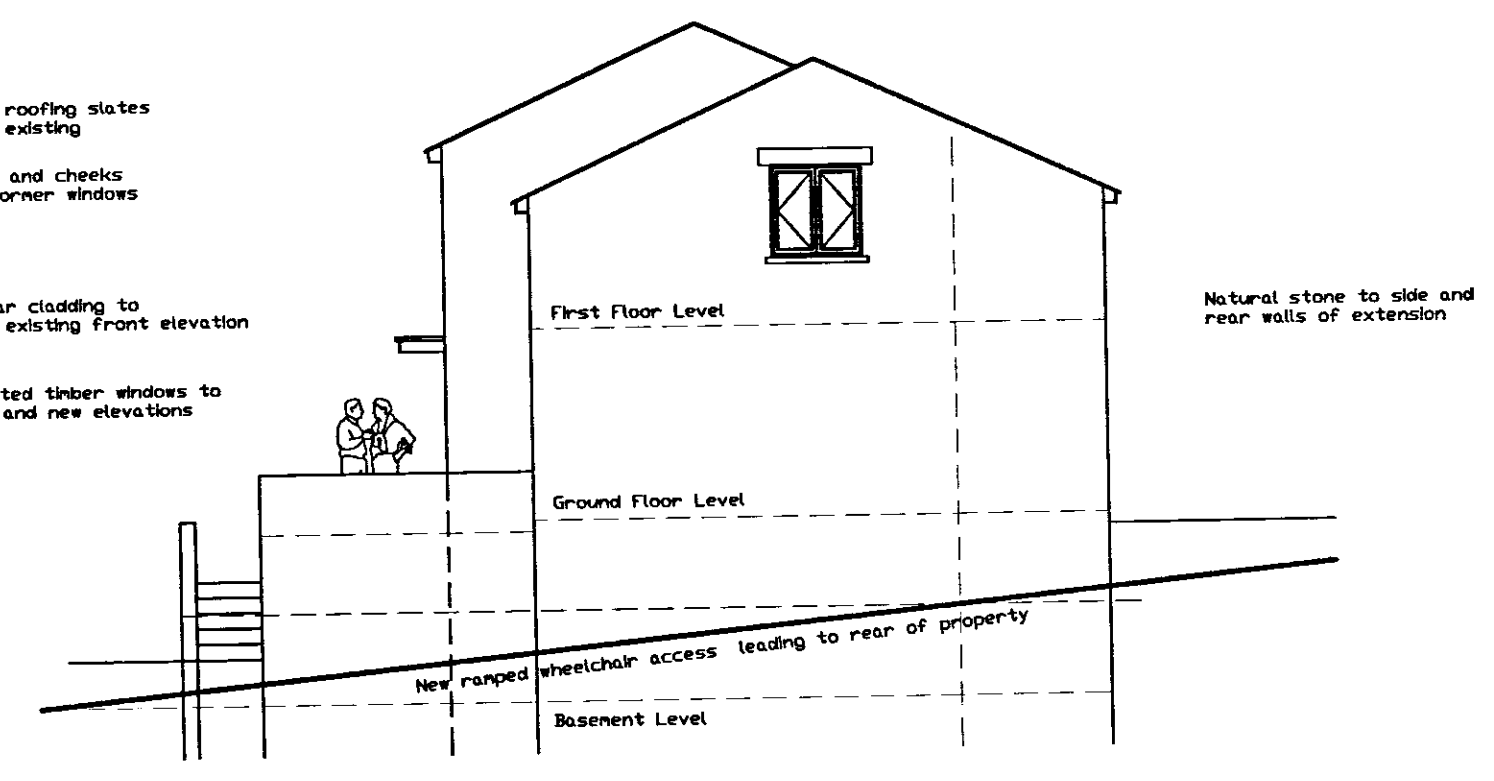 roofing slates
existing
and cheeks
ormer windows
ar cladding to
existing front elevation
ted timber windows to
and new elevations
First Floor Level
Natural stone to side and
rear walls of extension
Ground Floor Level
New ramped wheelchair access leading to rear of property
Basement Level